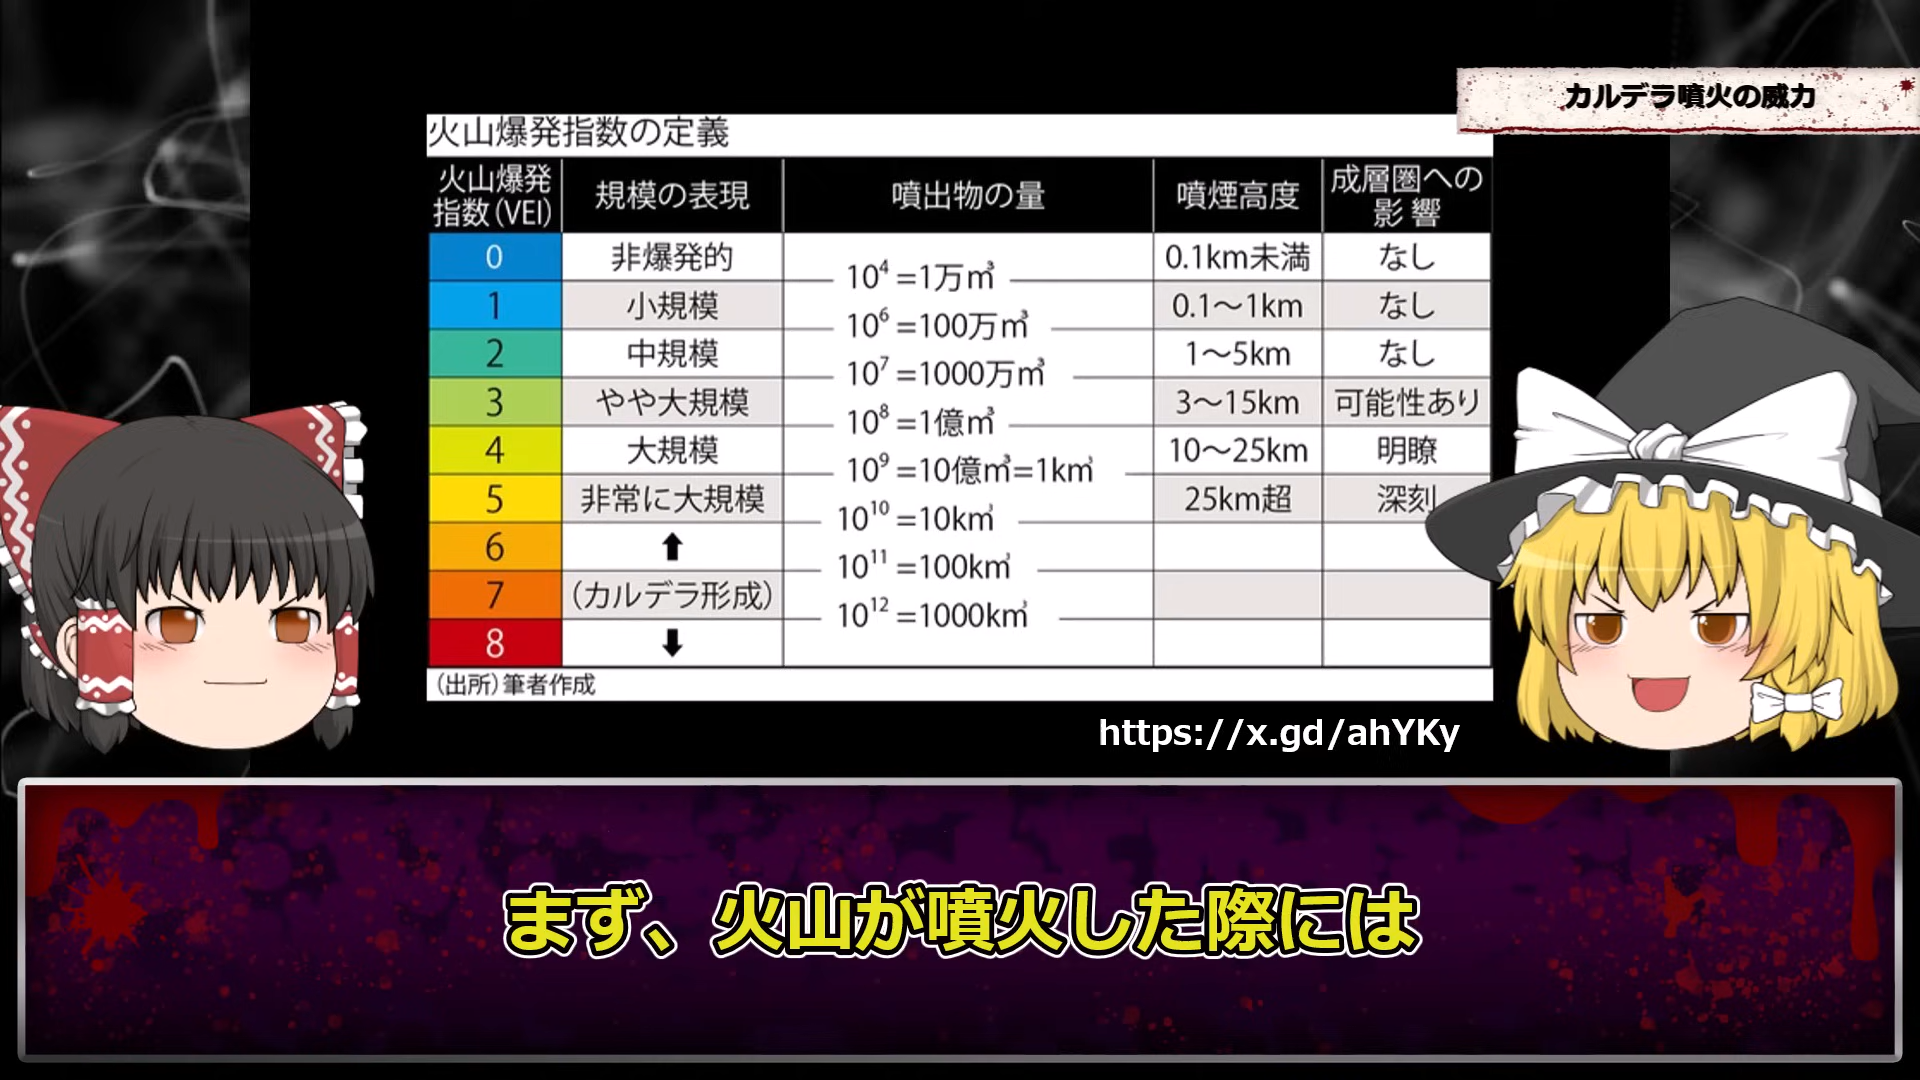 カルデラ噴火の威力
火山爆発指数の定義
火山爆発
指数(VEI)
規模の表現
噴出物の量
噴煙高度
成層圏への
影 響
0 非爆発的 0.1km未満 なし
10⁴=1万㎥
1 小規模 0.1～1km なし
10⁶=100万㎥
2 中規模 1～5km なし
10⁷=1000万㎥
3 やや大規模 3～15km 可能性あり
10⁸=1億㎥
4 大規模 10～25km 明瞭
10⁹=10億㎥=1k㎥
5 非常に大規模 25km超 深刻
10¹⁰=10k㎥
6 ⬆
10¹¹=100k㎥
7 (カルデラ形成)
10¹²=1000k㎥
8 ⬇
(出所)筆者作成
https://x.gd/ahYKy
まず、火山が噴火した際には